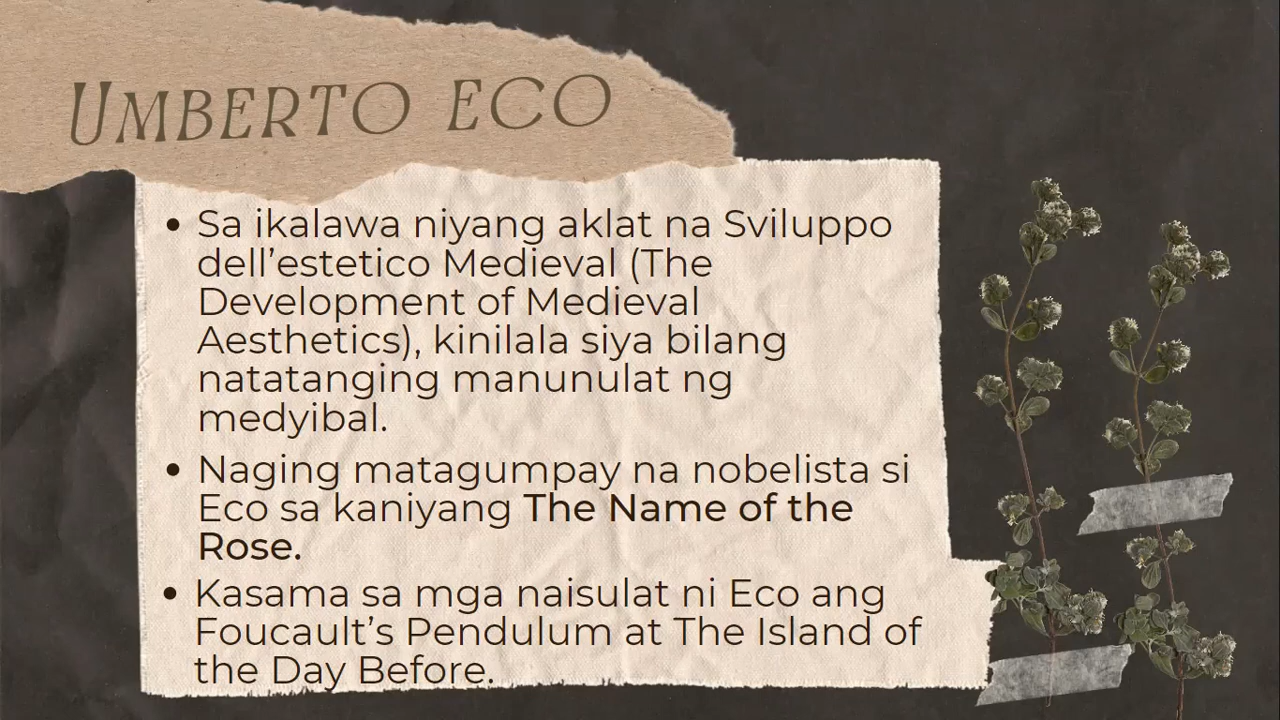 UMBERTO ECO
• Sa ikalawa niyang aklat na Sviluppo
dell’estetico Medieval (The
Development of Medieval
Aesthetics), kinilala siya bilang
natatanging manunulat ng
medyibal.
• Naging matagumpay na nobelista si
Eco sa kaniyang The Name of the
Rose.
• Kasama sa mga naisulat ni Eco ang
Foucault’s Pendulum at The Island of
the Day Before.